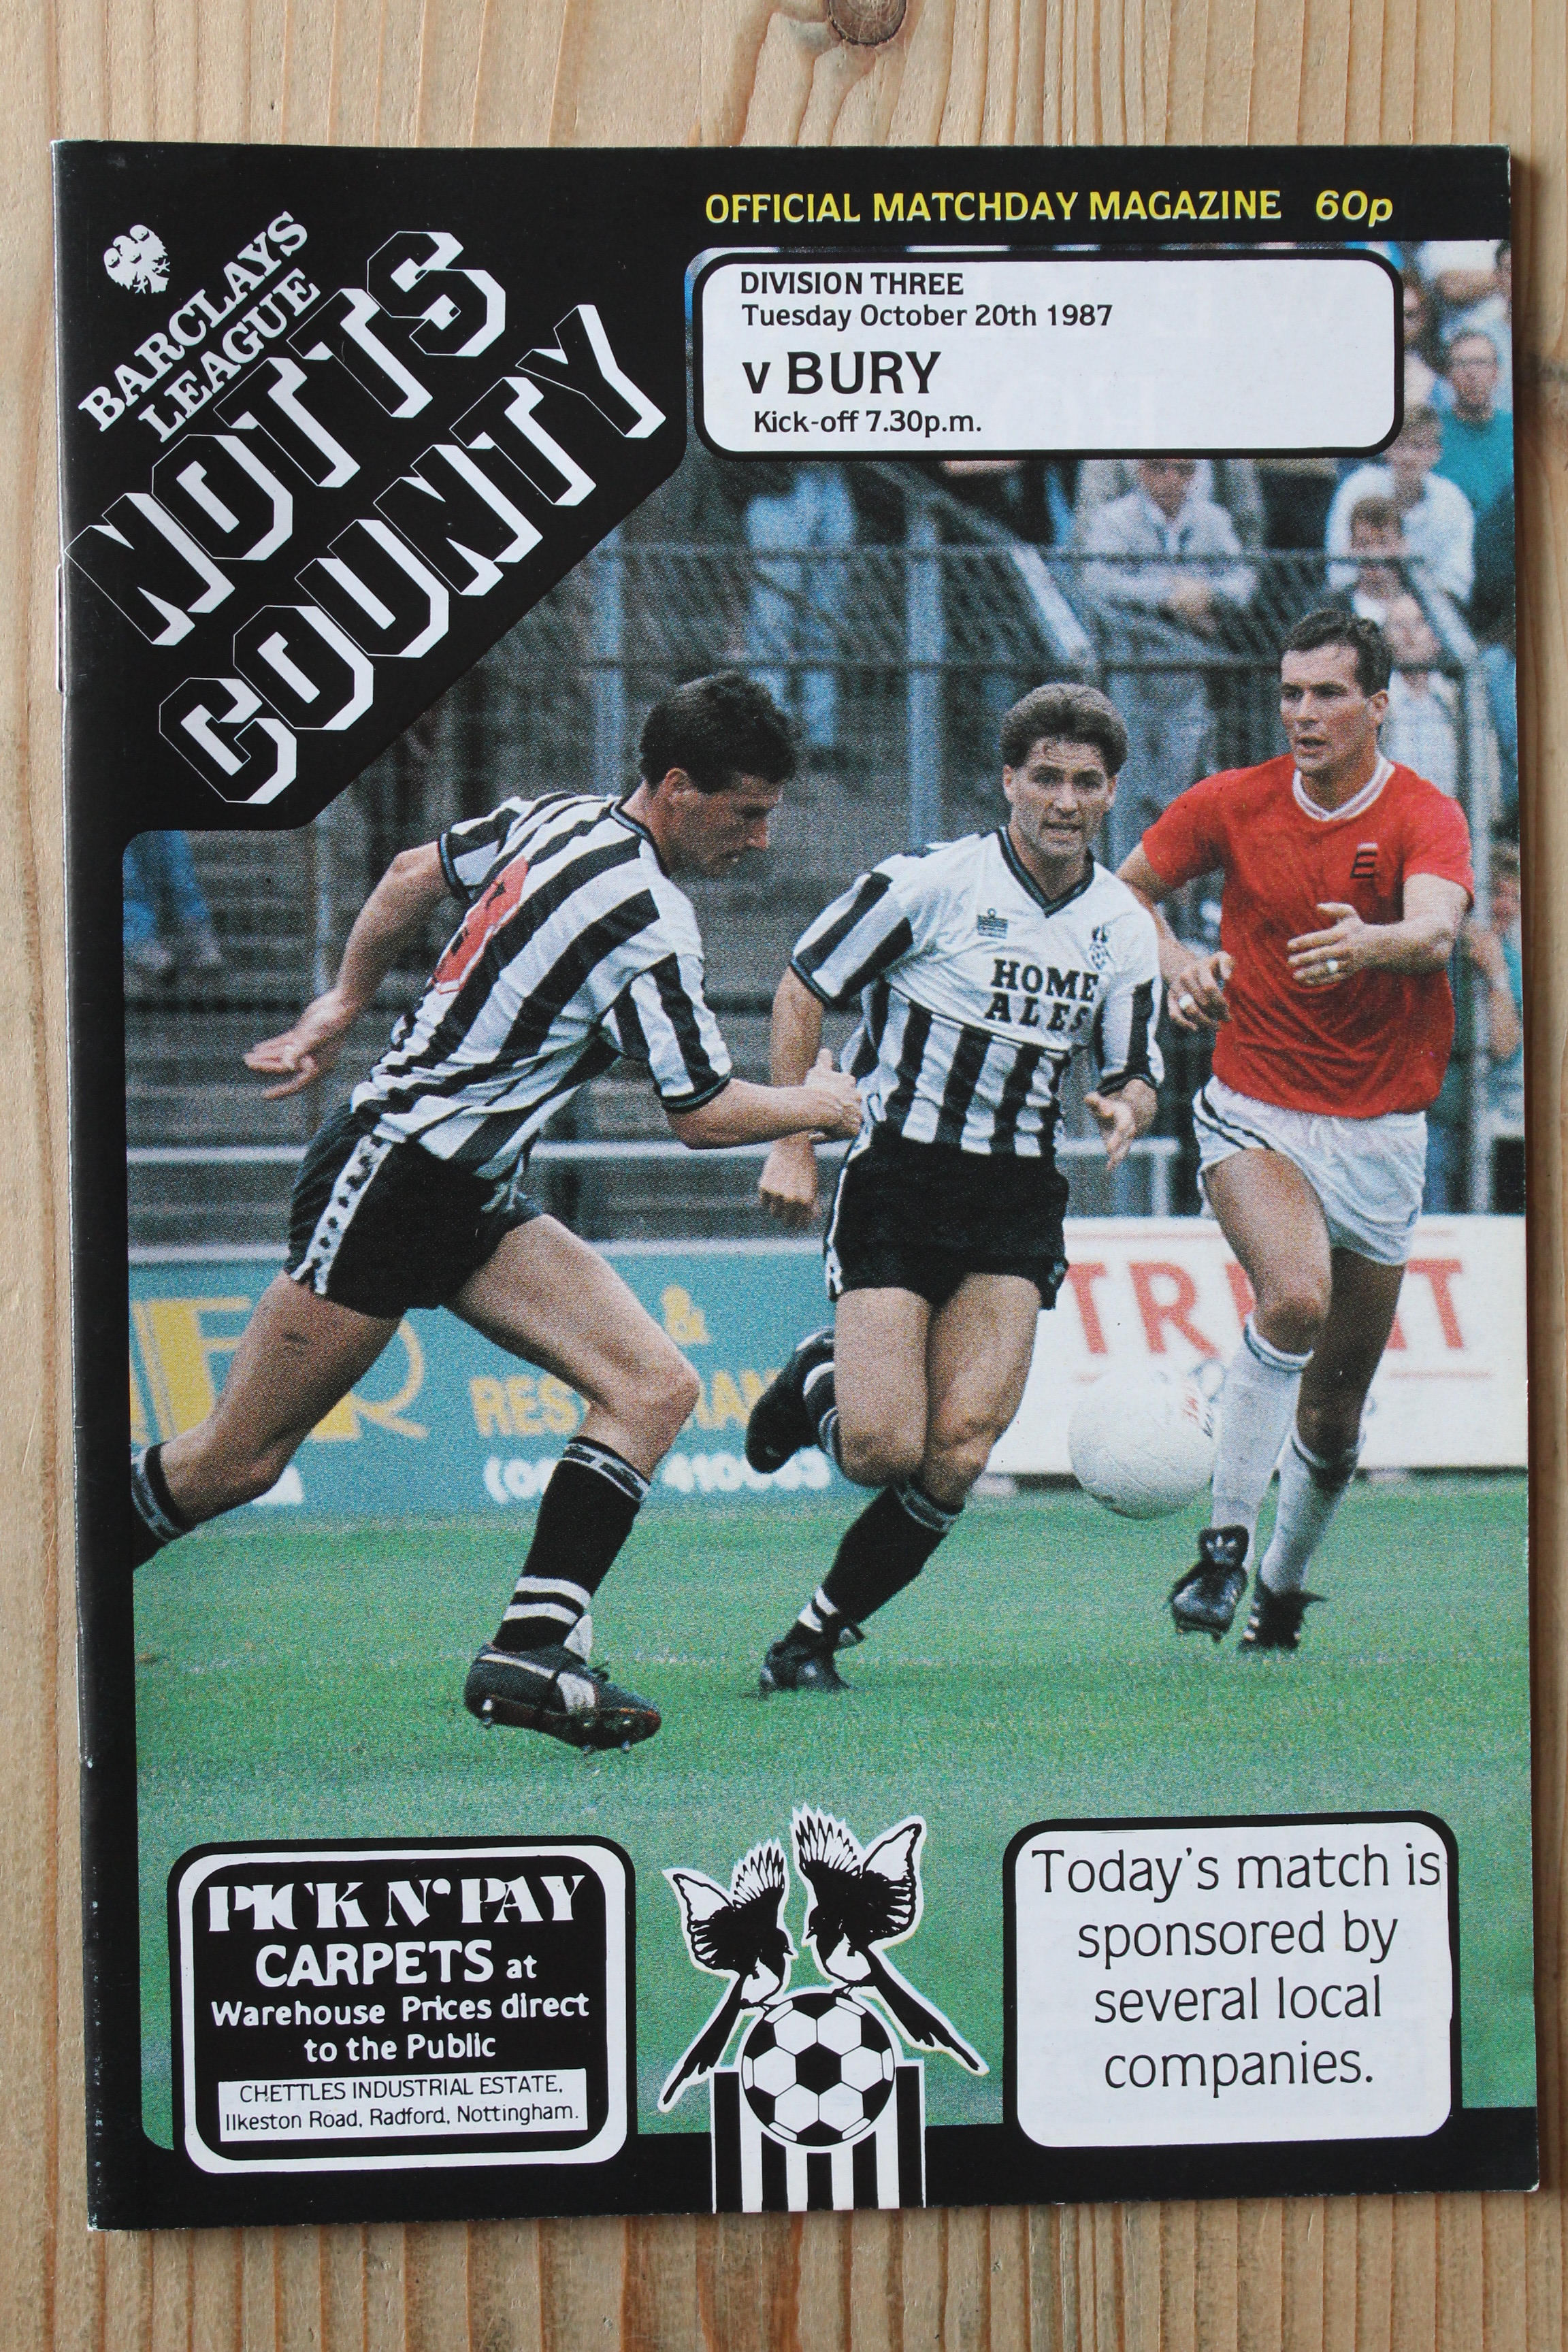 OFFICIAL MATCHDAY MAGAZINE 60p
BARCLAYS
LEAGUE
NOTTS
COUNTY
DIVISION THREE
Tuesday October 20th 1987
v BURY
Kick-off 7.30p.m.
HOME
ALES
&
PICK N' PAY
CARPETS at
Warehouse Prices direct
to the Public
CHETTLES INDUSTRIAL ESTATE,
Ilkeston Road, Radford, Nottingham.
Today's match is
sponsored by
several local
companies.